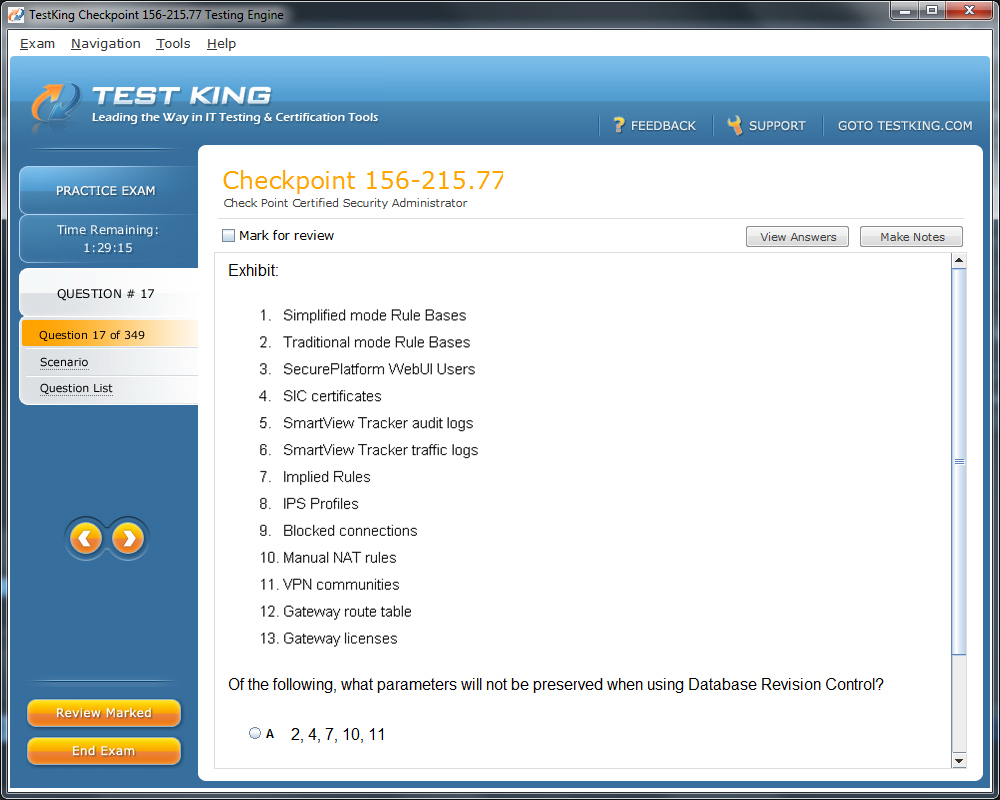 TestKing Checkpoint 156-215.77 Testing Engine
Exam Navigation Tools Help
TEST KING
Leading the Way in IT Testing & Certification Tools
? FEEDBACK SUPPORT GOTO TESTKING.COM
PRACTICE EXAM
Time Remaining:
1:29:15
QUESTION # 17
Question 17 of 349
Scenario
Question List
Review Marked
End Exam
Checkpoint 156-215.77
Check Point Certified Security Administrator
Mark for review View Answers Make Notes
Exhibit:
1. Simplified mode Rule Bases
2. Traditional mode Rule Bases
3. SecurePlatform WebUI Users
4. SIC certificates
5. SmartView Tracker audit logs
6. SmartView Tracker traffic logs
7. Implied Rules
8. IPS Profiles
9. Blocked connections
10. Manual NAT rules
11. VPN communities
12. Gateway route table
13. Gateway licenses
Of the following, what parameters will not be preserved when using Database Revision Control?
A 2, 4, 7, 10, 11